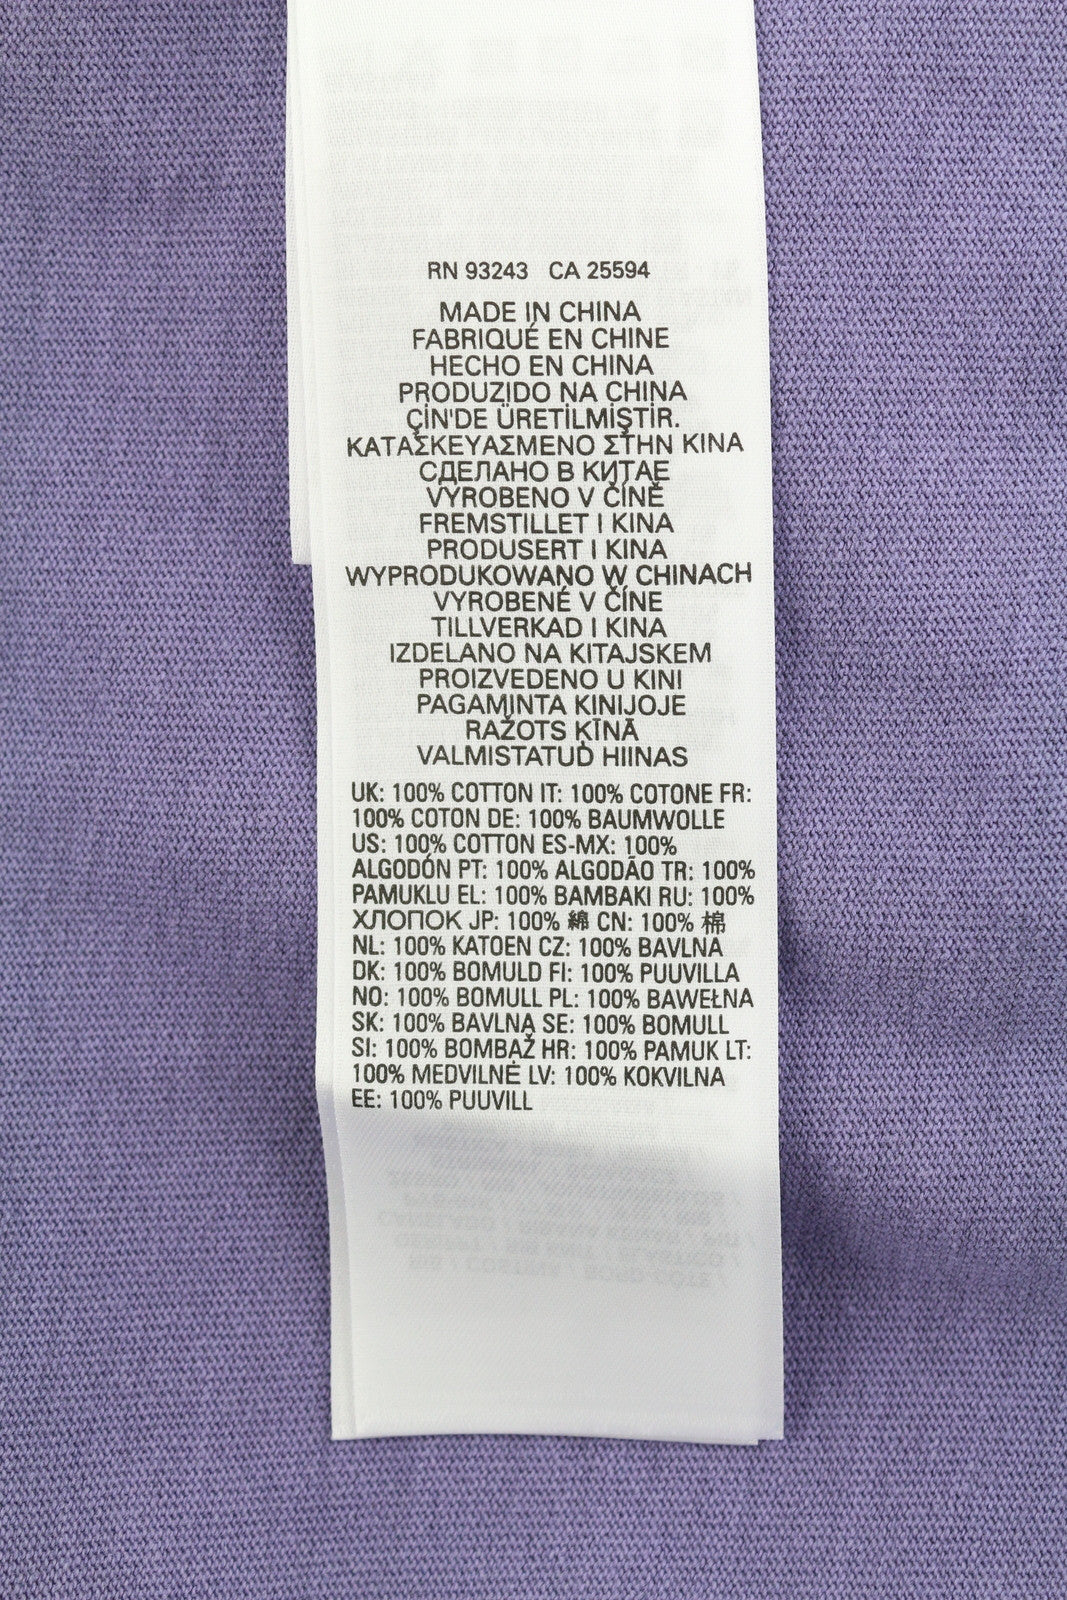 RN 93243 CA 25594
MADE IN CHINA
FABRIQUÉ EN CHINE
HECHO EN CHINA
PRODUZIDO NA CHINA
ÇİN'DE ÜRETİLMİŞTİR.
ΚΑΤΑΣΚΕΥΑΣΜΕΝΟ ΣΤΗΝ ΚΙΝΑ
СДЕЛАНО В КИТАЕ
VYROBENO V ČÍNĚ
FREMSTILLET I KINA
PRODUSERT I KINA
WYPRODUKOWANO W CHINACH
VYROBENÉ V ČÍNE
TILLVERKAD I KINA
IZDELANO NA KITAJSKEM
PROIZVEDENO U KINI
PAGAMINTA KINIJOJE
RAŽOTS ĶĪNĀ
VALMISTATUD HIINAS
UK: 100% COTTON IT: 100% COTONE FR:
100% COTON DE: 100% BAUMWOLLE
US: 100% COTTON ES-MX: 100%
ALGODÓN PT: 100% ALGODÃO TR: 100%
PAMUKLU EL: 100% ΒΑΜΒΑΚΙ RU: 100%
ХЛОПОК JP: 100% 綿 CN: 100% 棉
NL: 100% KATOEN CZ: 100% BAVLNA
DK: 100% BOMULD FI: 100% PUUVILLA
NO: 100% BOMULL PL: 100% BAWEŁNA
SK: 100% BAVLNA SE: 100% BOMULL
SI: 100% BOMBAŽ HR: 100% PAMUK LT:
100% MEDVILNĖ LV: 100% KOKVILNA
EE: 100% PUUVILL